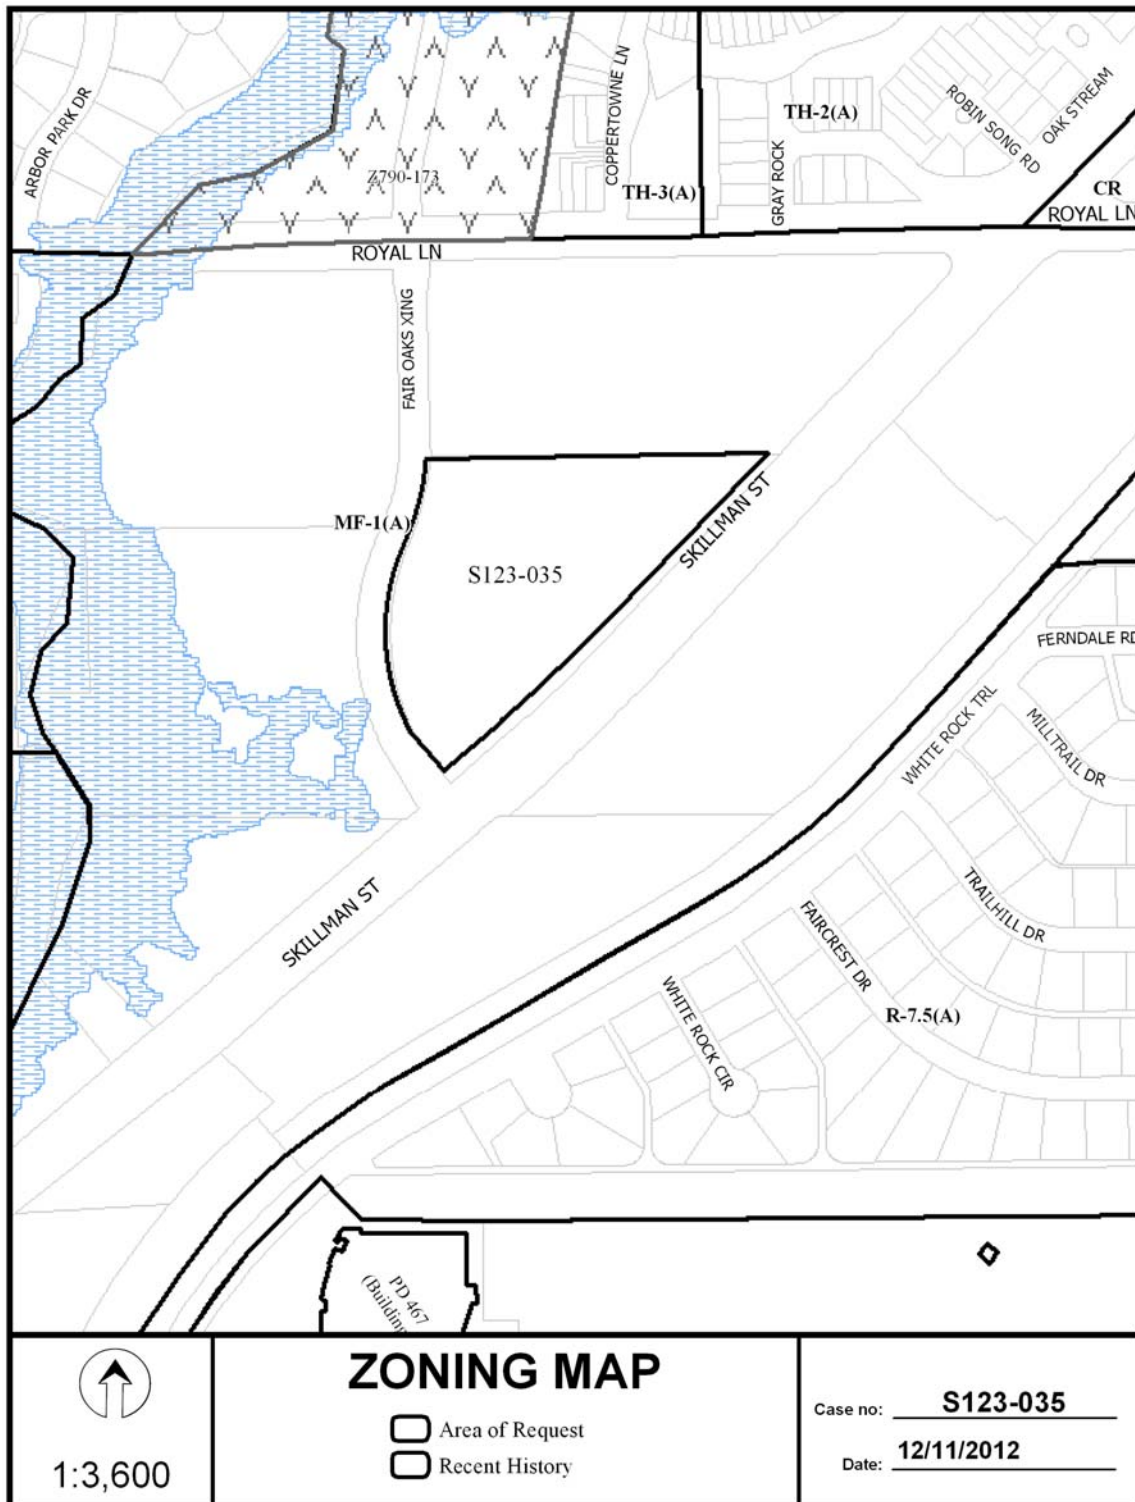 ARBOR PARK DR
COPPERTOWNE LN
TH-2(A)
ROBIN SONG RD
OAK STREAM
Z790-173
TH-3(A)
GRAY ROCK
CR
ROYAL LN
ROYAL LN
FAIR OAKS XING
MF-1(A)
SKILLMAN ST
S123-035
FERNDALE RD
WHITE ROCK TRL
MILLTRAIL DR
SKILLMAN ST
TRAILHILL DR
FAIRCREST DR
WHITE ROCK CIR
R-7.5(A)
PD 467
(Building
ZONING MAP
Area of Request
Recent History
1:3,600
Case no: S123-035
Date: 12/11/2012